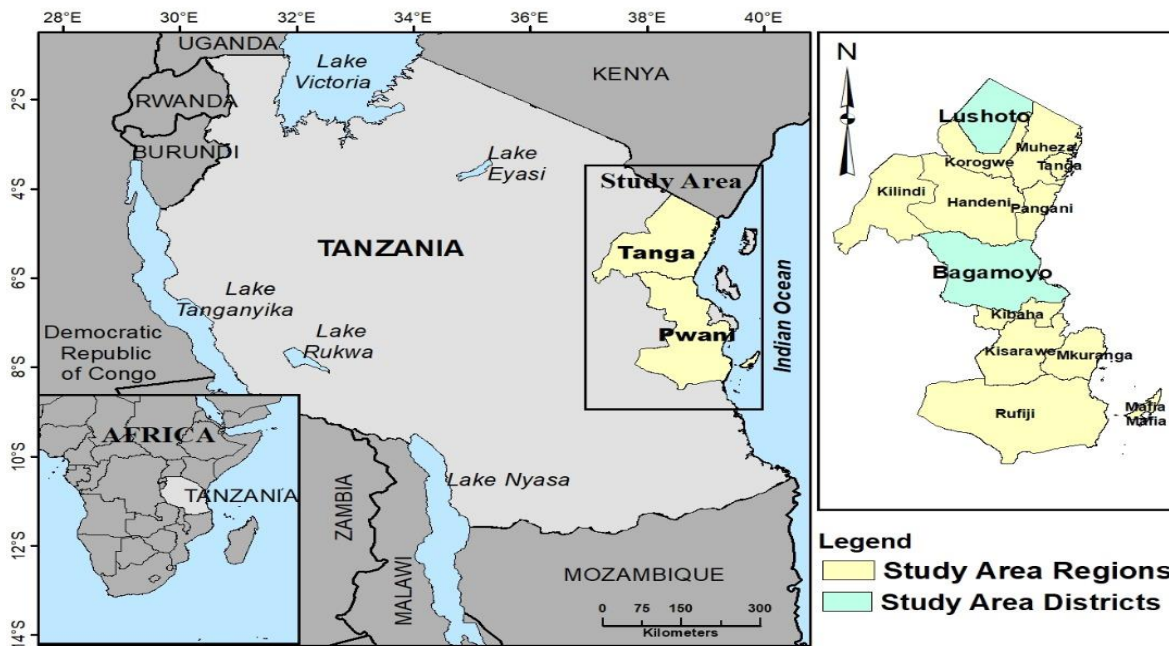 28°E 30°E 32°E 34°E 36°E 38°E 40°E
2°S
4°S
6°S
8°S
10°S
12°S
14°S
UGANDA
Lake
Victoria
KENYA
RWANDA
BURUNDI
Lake
Eyasi
Study Area
TANZANIA
Tanga
Lake
Tanganyika
Pwani
Indian Ocean
Democratic
Republic
of Congo
Lake
Rukwa
AFRICA
TANZANIA
Lake Nyasa
ZAMBIA
MALAWI
MOZAMBIQUE
0 75 150 300
Kilometers
N
Lushoto
Muheza
Korogwe
Tanga
Kilindi
Handeni
Pangani
Bagamoyo
Kibaha
Kisarawe
Mkuranga
Rufiji
Mafia
Mafia
Legend
Study Area Regions
Study Area Districts